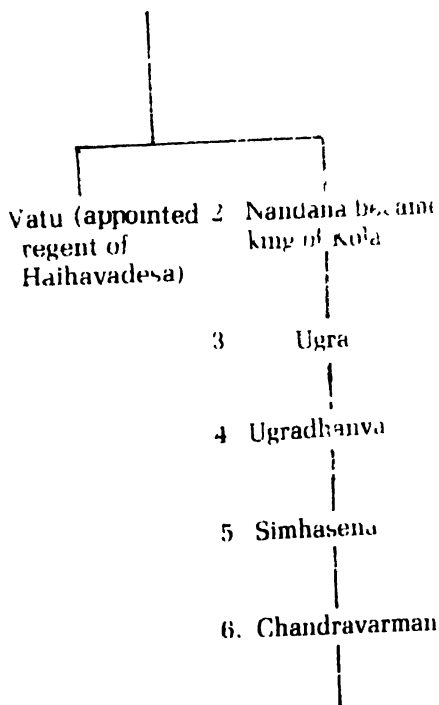 Vatu (appointed 2 Nandana became
regent of king of Kola
Haihavadesa)
3 Ugra
4 Ugradhanva
5 Simhasena
6. Chandravarman